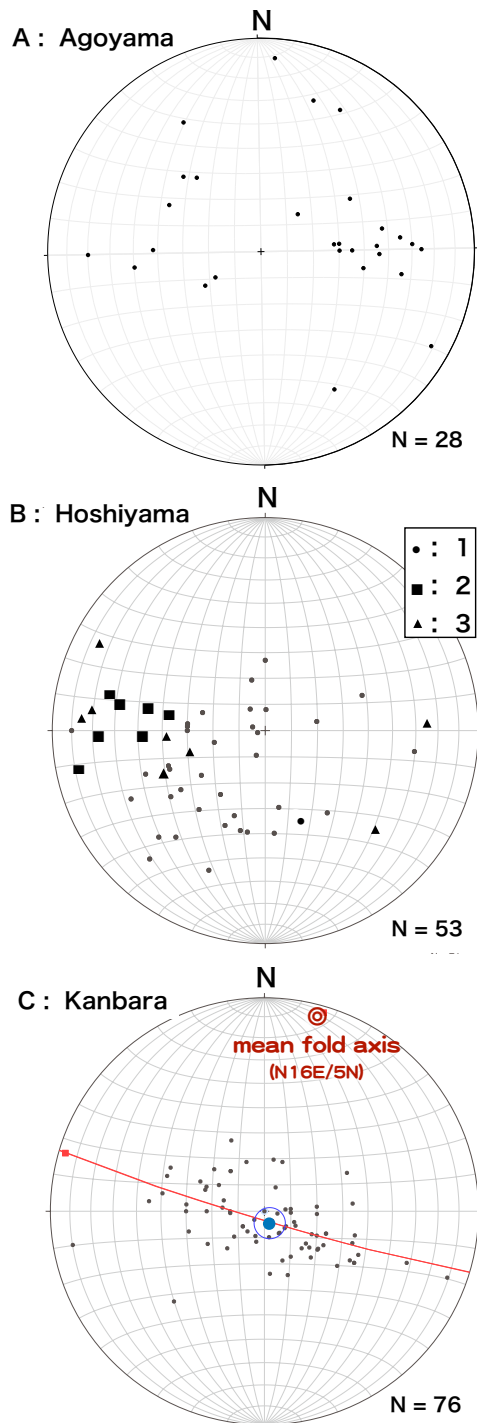 N
A : Agoyama
N = 28
N
B : Hoshiyama
: 1
: 2
: 3
N = 53
N
C : Kanbara
mean fold axis
(N16E/5N)
N = 76